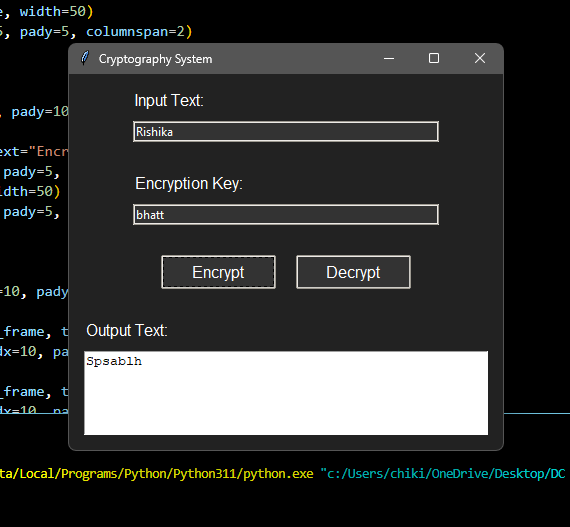 e, width=50)
5, pady=5, columnspan=2)
Cryptography System
Input Text:
, pady=10
Rishika
ext="Encr
pady=5,
Encryption Key:
idth=50)
pady=5,
bhatt
Encrypt Decrypt
=10, pady
Output Text:
_frame, t
dx=10, pa
Spsablh
_frame, t
dx=10, pa
ta/Local/Programs/Python/Python311/python.exe "c:/Users/chiki/OneDrive/Desktop/DC